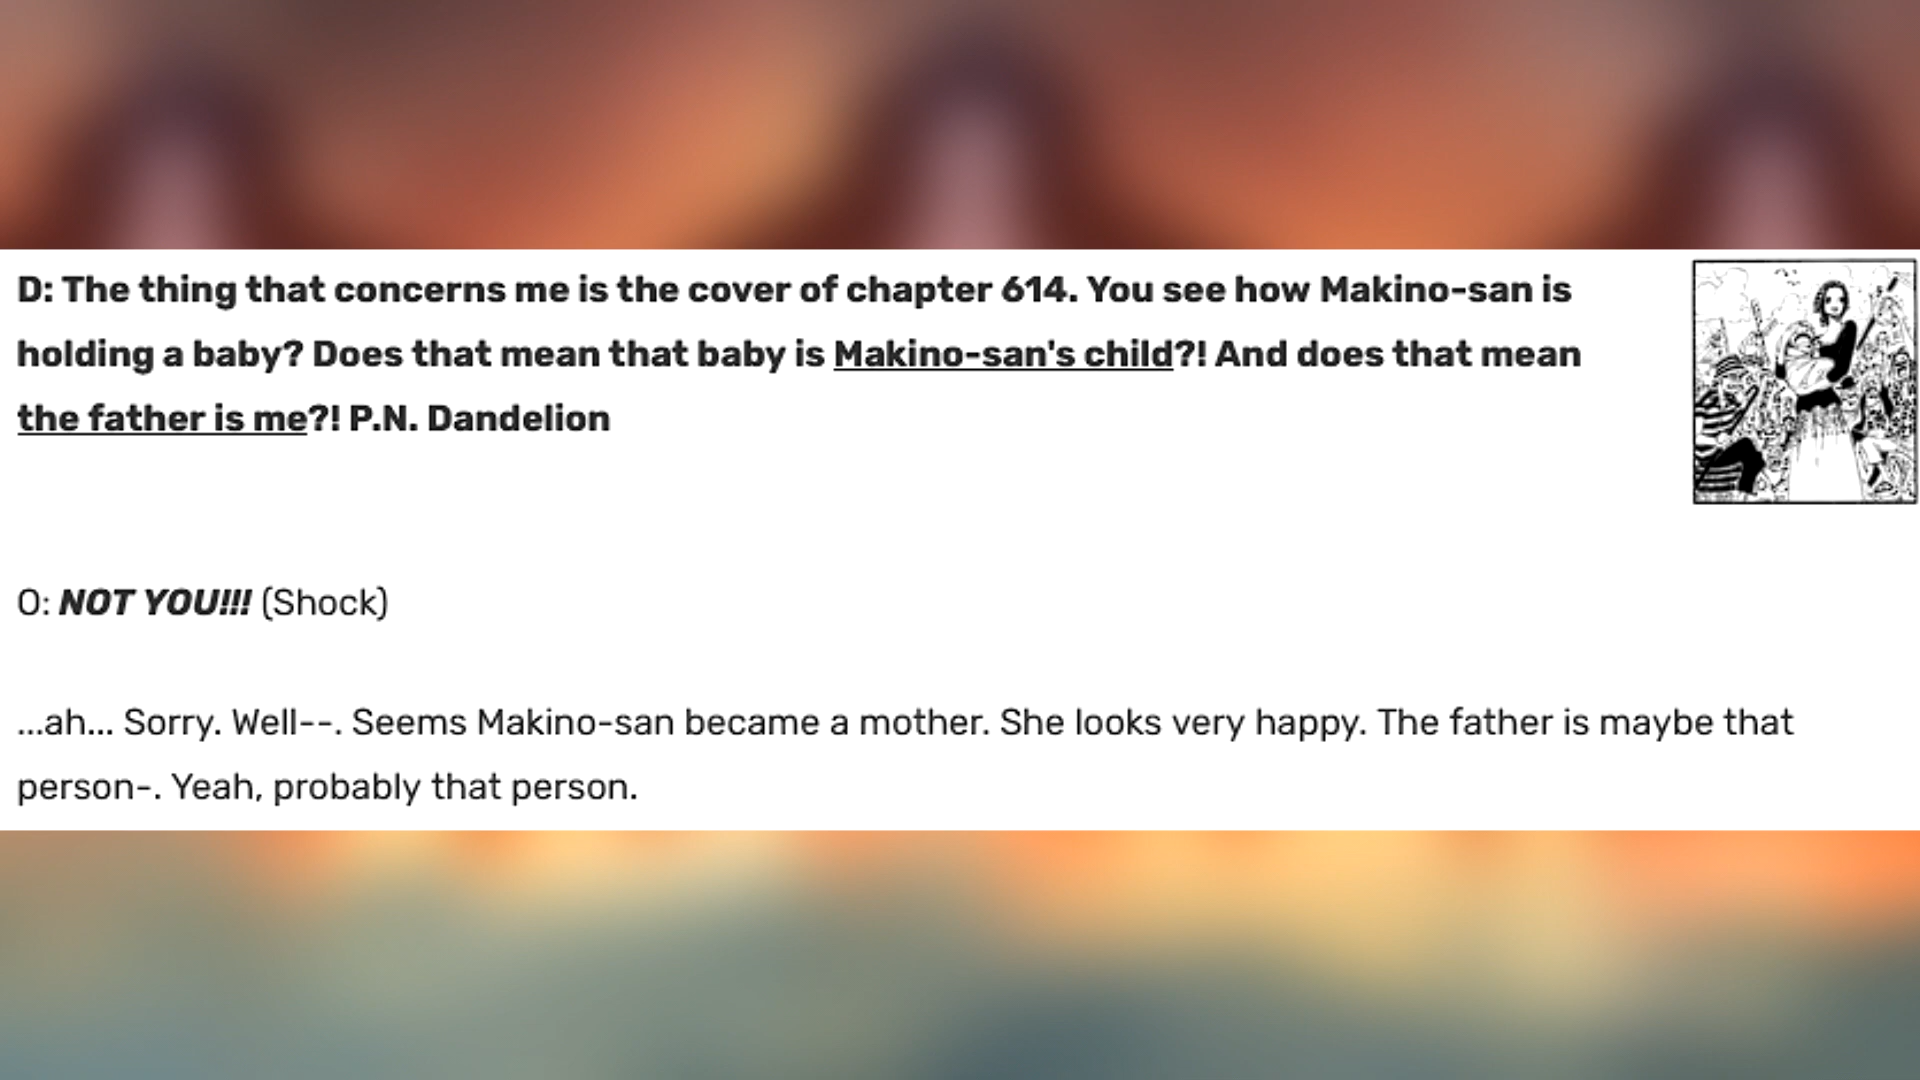 D: The thing that concerns me is the cover of chapter 614. You see how Makino-san is
holding a baby? Does that mean that baby is Makino-san's child?! And does that mean
the father is me?! P.N. Dandelion
O: NOT YOU!!! (Shock)
...ah... Sorry. Well--. Seems Makino-san became a mother. She looks very happy. The father is maybe that
person-. Yeah, probably that person.